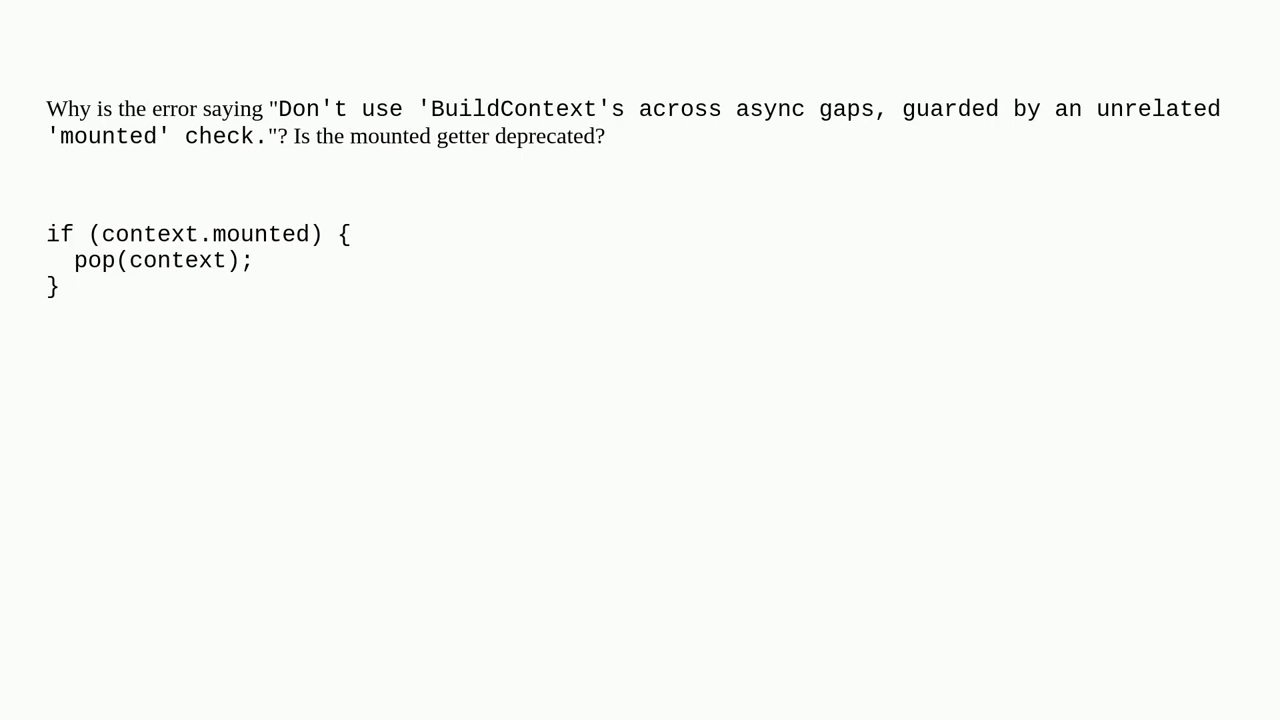 Why is the error saying "Don't use 'BuildContext's across async gaps, guarded by an unrelated
'mounted' check."? Is the mounted getter deprecated?
if (context.mounted) {
  pop(context);
}